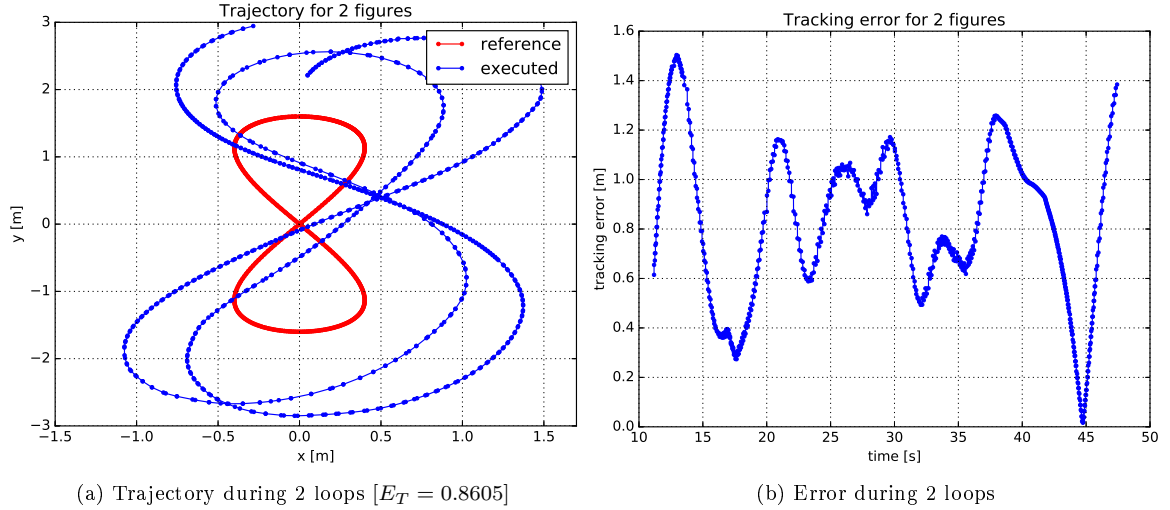 Trajectory for 2 figures
3
2
1
0
−1
−2
−3
y [m]
reference
executed
−1.5 −1.0 −0.5 0.0 0.5 1.0 1.5
x [m]
(a) Trajectory during 2 loops [E_T = 0.8605]
Tracking error for 2 figures
1.6
1.4
1.2
1.0
0.8
0.6
0.4
0.2
0.0
tracking error [m]
10 15 20 25 30 35 40 45 50
time [s]
(b) Error during 2 loops